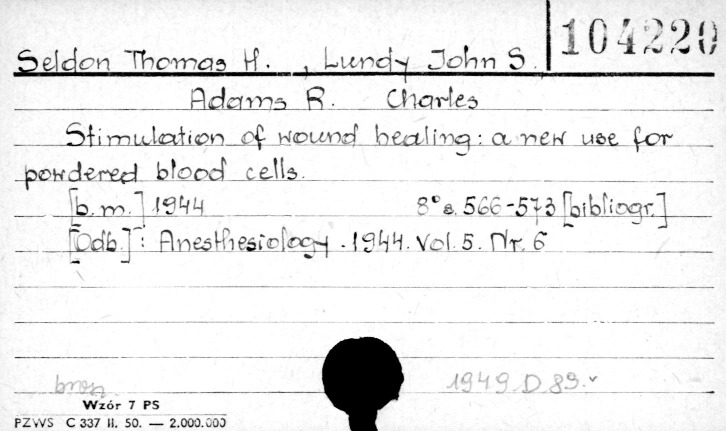 104220
Seldon Thomas H. , Lundy John S.
Adams R. Charles
Stimulation of wound healing: a new use for
powdered blood cells.
[b.m.] 1944 8° s. 566-573 [bibliogr.]
[Odb.]: Anesthesiology. 1944. Vol. 5. Nr. 6
1949 D 89.
Wzór 7 PS
PZWS C 337 II. 50. — 2.000.000